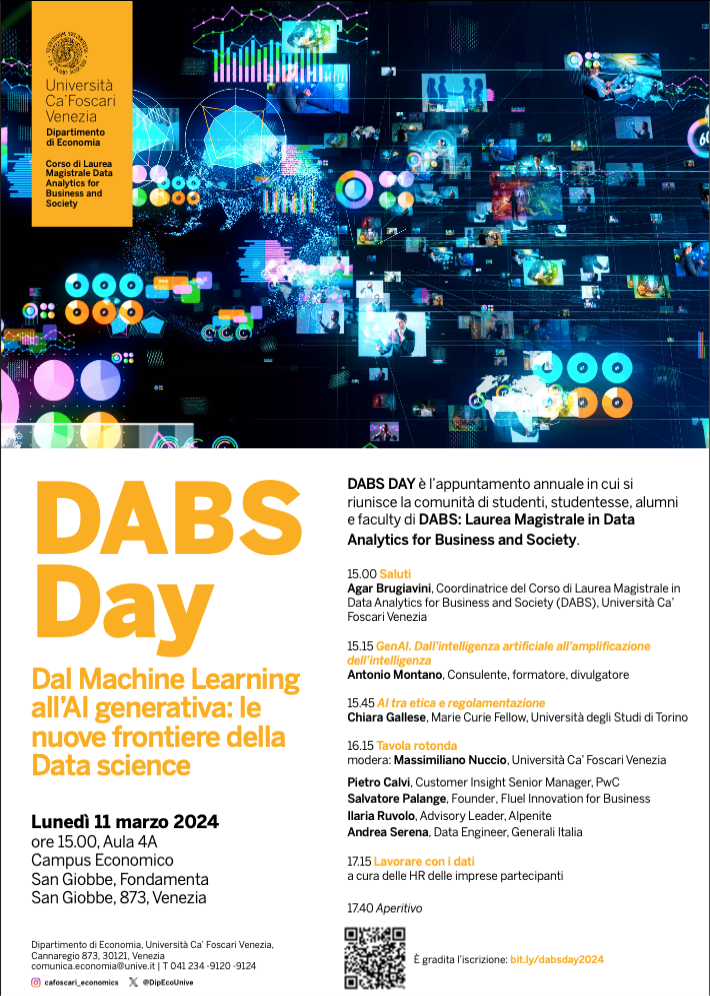 Università
Ca'Foscari
Venezia
Dipartimento
di Economia
Corso di Laurea
Magistrale Data
Analytics for
Business and
Society
DABS
Day
Dal Machine Learning
all'AI generativa: le
nuove frontiere della
Data science
Lunedì 11 marzo 2024
ore 15.00, Aula 4A
Campus Economico
San Giobbe, Fondamenta
San Giobbe, 873, Venezia
Dipartimento di Economia, Università Ca' Foscari Venezia,
Cannaregio 873, 30121, Venezia
comunica.economia@unive.it | T 041 234 -9120 -9124
cafoscari_economics @DipEcoUnive
DABS DAY è l'appuntamento annuale in cui si
riunisce la comunità di studenti, studentesse, alumni
e faculty di DABS: Laurea Magistrale in Data
Analytics for Business and Society.
15.00 Saluti
Agar Brugiavini, Coordinatrice del Corso di Laurea Magistrale in
Data Analytics for Business and Society (DABS), Università Ca'
Foscari Venezia
15.15 GenAI. Dall'intelligenza artificiale all'amplificazione
dell'intelligenza
Antonio Montano, Consulente, formatore, divulgatore
15.45 AI tra etica e regolamentazione
Chiara Gallese, Marie Curie Fellow, Università degli Studi di Torino
16.15 Tavola rotonda
modera: Massimiliano Nuccio, Università Ca' Foscari Venezia
Pietro Calvi, Customer Insight Senior Manager, PwC
Salvatore Palange, Founder, Fluel Innovation for Business
Ilaria Ruvolo, Advisory Leader, Alpenite
Andrea Serena, Data Engineer, Generali Italia
17.15 Lavorare con i dati
a cura delle HR delle imprese partecipanti
17.40 Aperitivo
È gradita l'iscrizione: bit.ly/dabsday2024